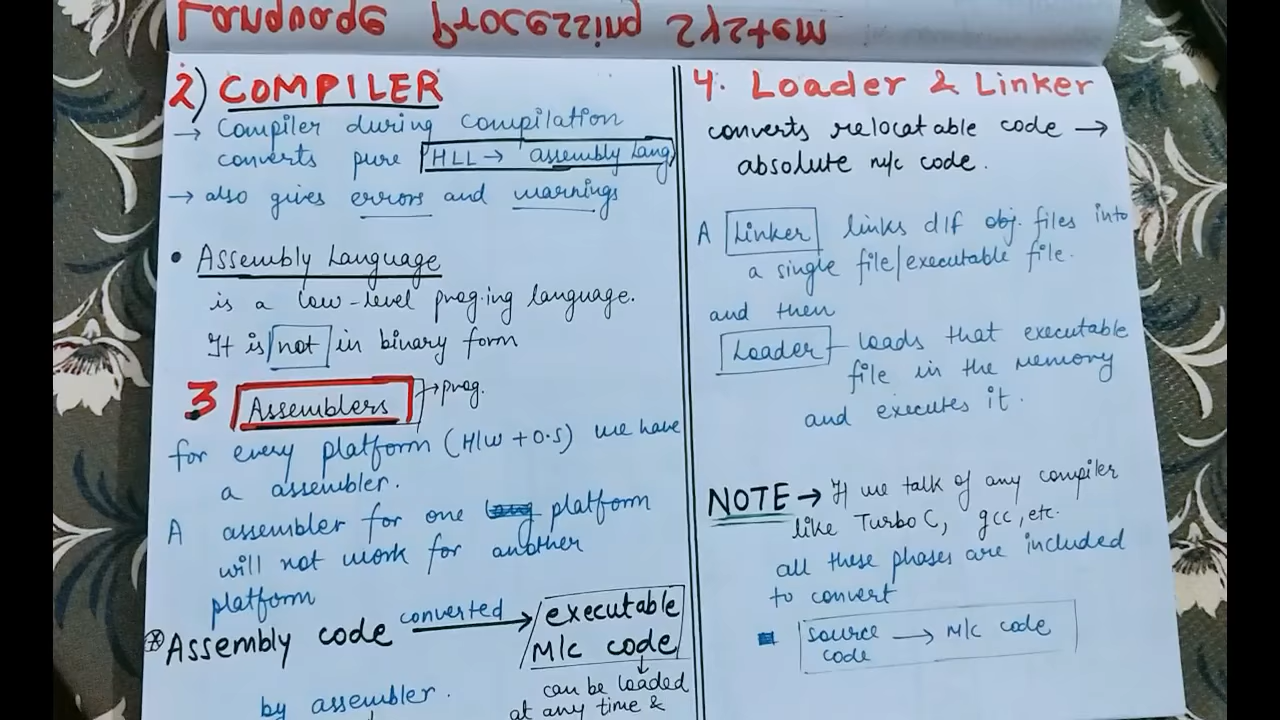 Language Processing System
2) COMPILER
→ Compiler during compilation
converts pure HLL → assembly Lang
→ also gives errors and warnings
• Assembly Language
is a low-level prog.ing language.
It is not in binary form
3 Assemblers → prog.
for every platform (H/W + O.S) we have
a assembler.
A assembler for one platform
will not work for another
platform
* Assembly code converted → executable
M/c code
↓
can be loaded
at any time &
by assembler.
4. Loader & Linker
converts relocatable code →
absolute m/c code.
A Linker links dif obj. files into
a single file/executable file.
and then
Loader – loads that executable
file in the memory
and executes it.
NOTE → If we talk of any compiler
like Turbo C, gcc, etc.
all these phases are included
to convert
source code → M/c code